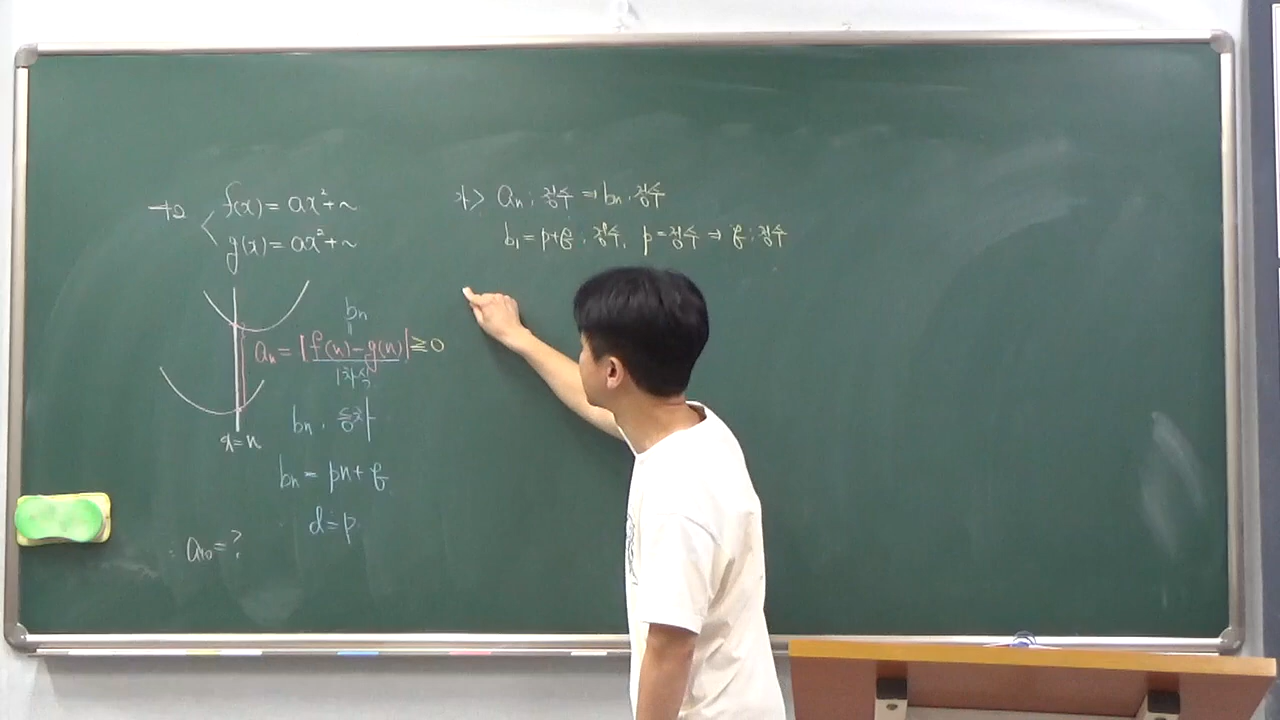 f(x) = ax²+~
g(x) = ax²+~
bₙ
॥
aₙ = |f(n)-g(n)| ≧ 0
1차식
x=n
bₙ : 등차
bₙ = pn + q
d = p
a₁₀ = ?
가> aₙ : 정수 ⇒ bₙ : 정수
b₁ = p+q : 정수, p = 정수 ⇒ q : 정수